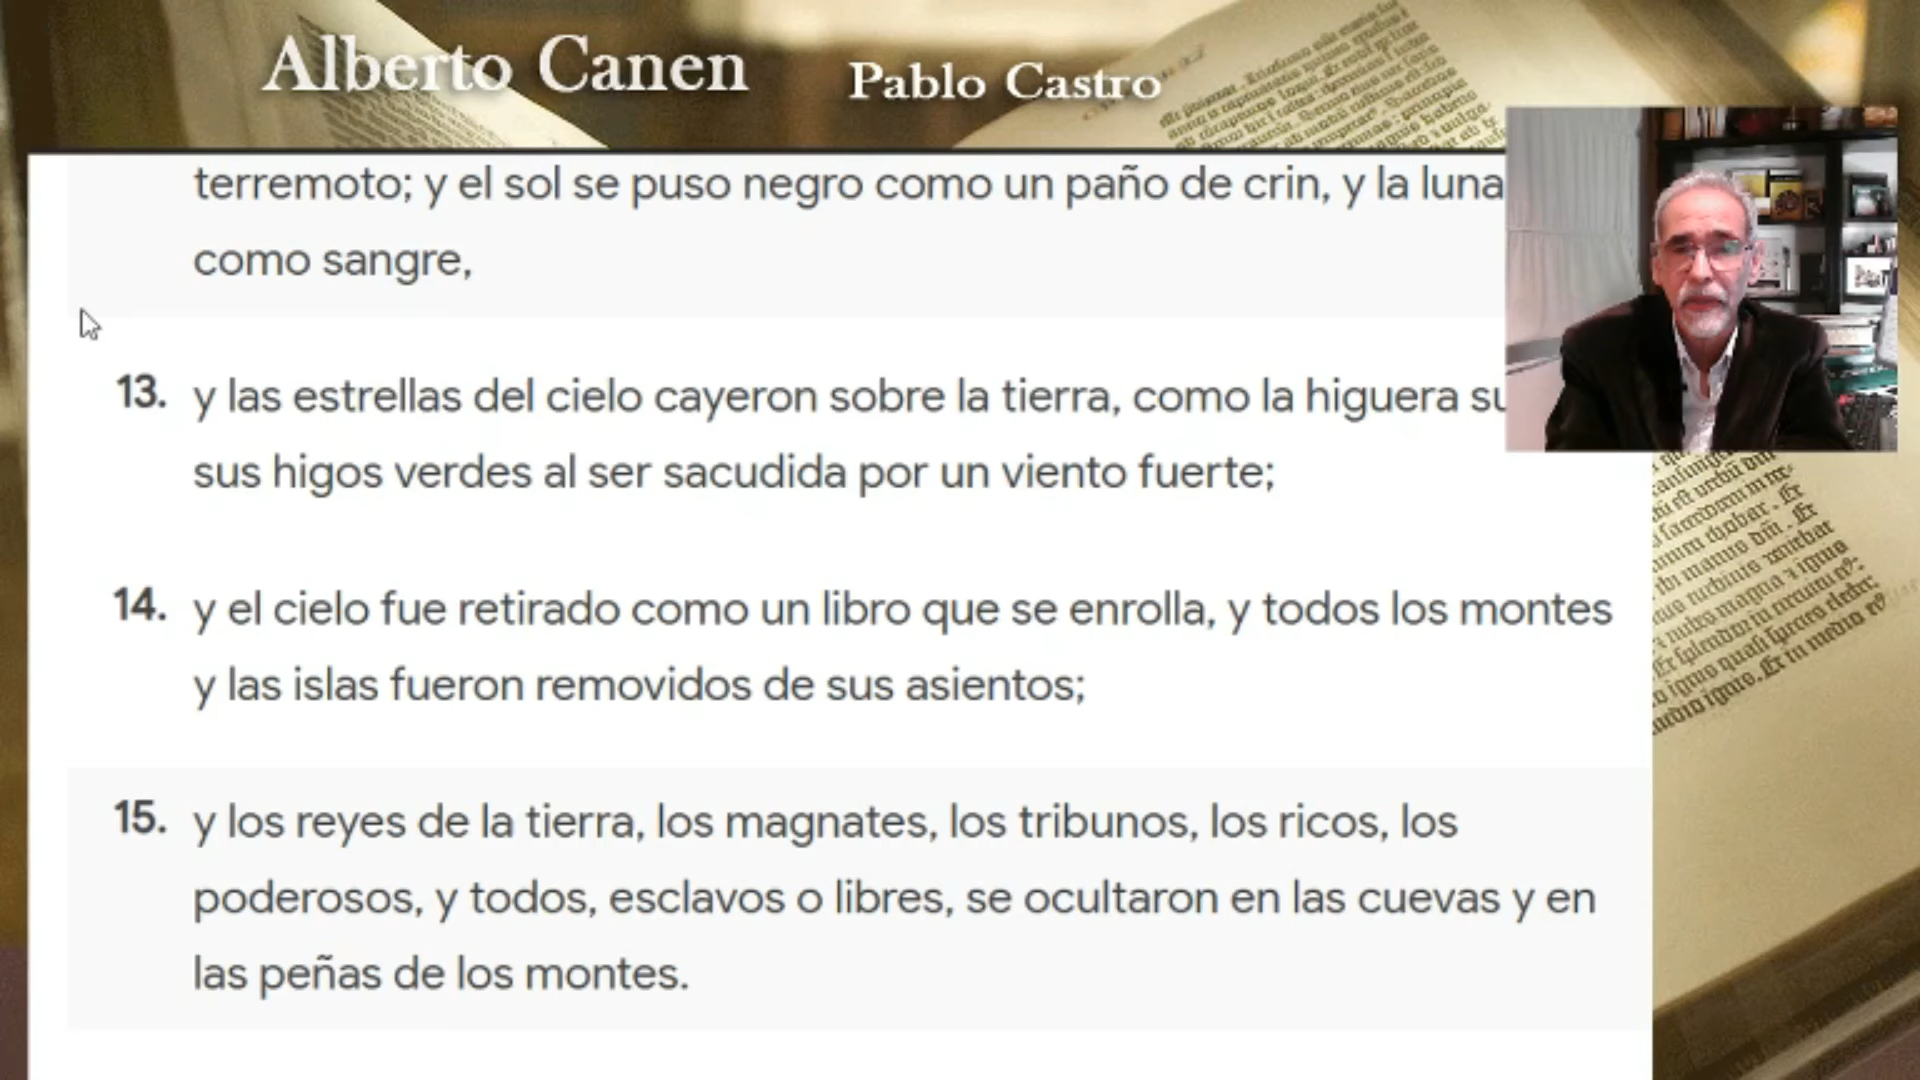 Alberto Canen Pablo Castro
terremoto; y el sol se puso negro como un paño de crin, y la luna
como sangre,
13. y las estrellas del cielo cayeron sobre la tierra, como la higuera
sus higos verdes al ser sacudida por un viento fuerte;
14. y el cielo fue retirado como un libro que se enrolla, y todos los montes
y las islas fueron removidos de sus asientos;
15. y los reyes de la tierra, los magnates, los tribunos, los ricos, los
poderosos, y todos, esclavos o libres, se ocultaron en las cuevas y en
las peñas de los montes.